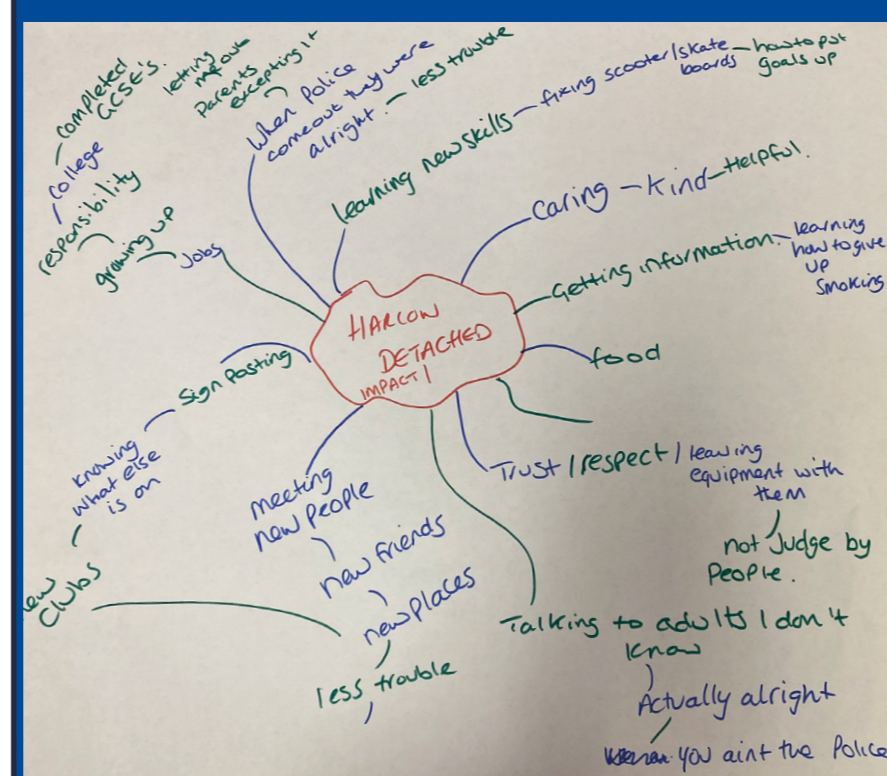 completed
GCSE's.
College
responsibility
growing up
Jobs
letting
me out
Parents
excepting it
When Police
come out they were
alright.
less trouble
learning new skills
fixing scooter/skate
boards
how to put
goals up
Caring - Kind - Helpful.
Getting information.
learning
how to give
up
Smoking
HARLOW
DETACHED
IMPACT!
food
Trust / respect /
leaving
equipment with
them
not Judge by
People.
Talking to adults I don't
know
Actually alright
YOU aint the Police
meeting
new People
new friends
new places
less trouble
Sign Posting
knowing
what else
is on
Clubs